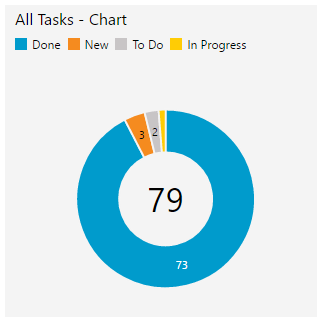 All Tasks - Chart
Done New To Do In Progress
3 2
79
73